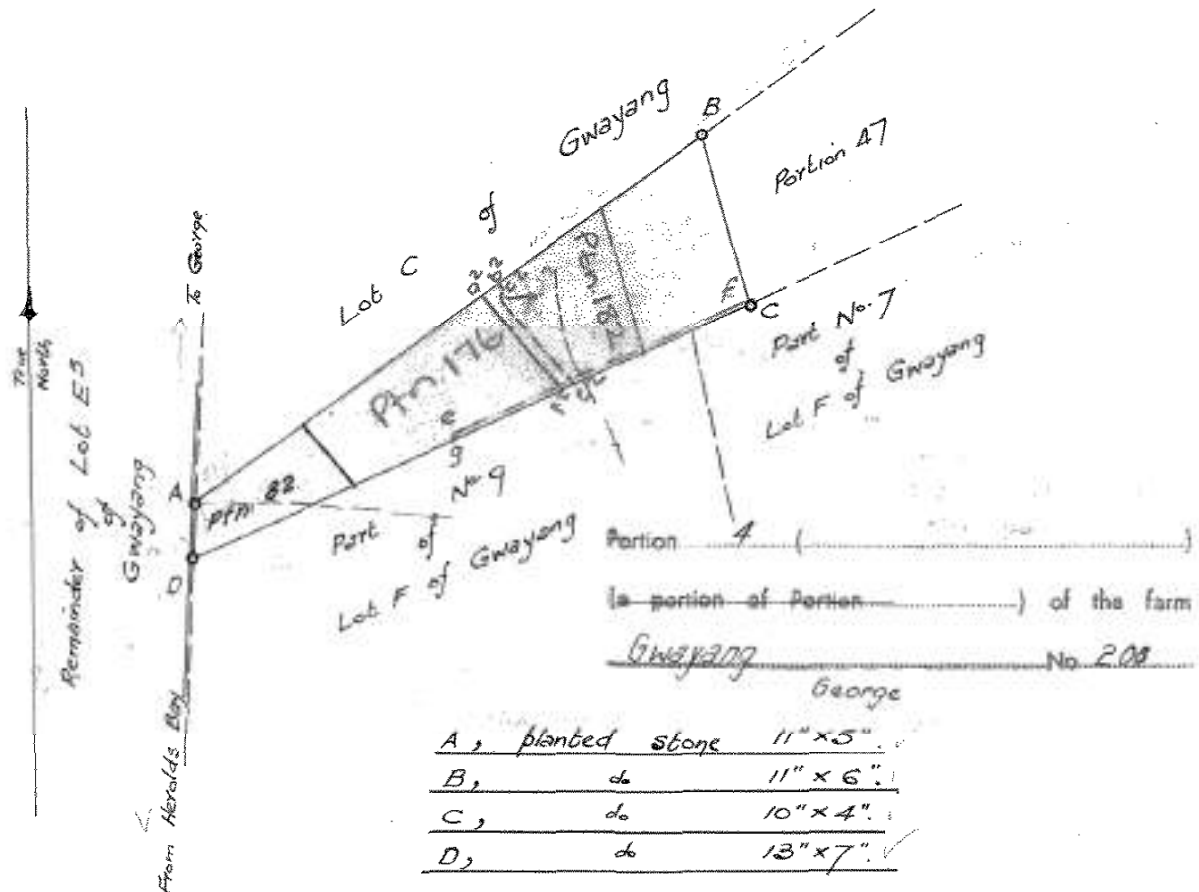 B
Gwayang
of
Lot C
Portion 47
To George
True
North
Remainder of Lot E5
of
Gwayang
Ptn. 176
F
C
Part No. 7
of
Lot F of Gwayang
e
g
A
D
Ptn. 82
Part No. 9
of
Lot F of Gwayang
From Herolds Bay
Portion 4 ( )
(a portion of Portion ) of the farm
Gwayang No 208
George
A, planted stone 11"×5".
B, do 11"×6".
C, do 10"×4".
D, do 13"×7".